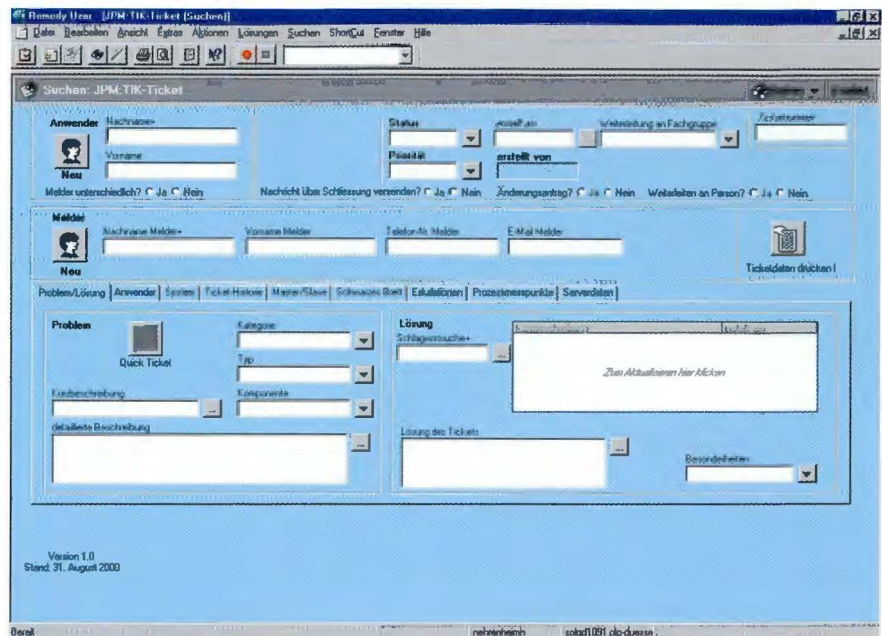 Remedy User [JPM:TIK-Ticket (Suchen)]
Datei Bearbeiten Ansicht Extras Aktionen Lösungen Suchen ShortCut Fenster Hilfe
Suchen: JPM:TIK-Ticket
Anwender Nachname+ Status erstellt am Weiterleitung an Fachgruppe Ticketnummer
Vorname Priorität erstellt von
Neu
Melder unterschiedlich? Ja Nein Nachricht über Schliessung versenden? Ja Nein Änderungsantrag? Ja Nein Weiterleiten an Person? Ja Nein
Melder
Nachname Melder+ Vorname Melder Telefon-Nr. Melder E-Mail Melder
Neu
Ticketdaten drucken!
Problem/Lösung Anwender System Ticket-Historie Master/Slave Schwarzes Brett Eskalationen Prozessmesspunkte Serverdaten
Problem Kategorie Lösung
Schlagwortsuche+
Quick Ticket Typ
Zum Aktualisieren hier klicken
Kurzbeschreibung Komponente
detaillierte Beschreibung Lösung des Tickets
Besonderheiten
Version 1.0
Stand: 31. August 2000
Bereit nehrenheimh